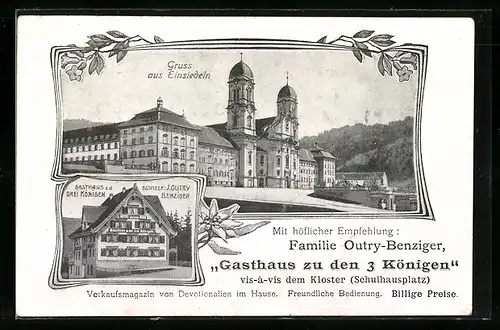 Gruss
aus Einsiedeln
GASTHAUS z.d. BESITZER: J. OUTRY
DREI KÖNIGEN BENZIGER
Mit höflicher Empfehlung:
Familie Outry-Benziger,
„Gasthaus zu den 3 Königen“
vis-à-vis dem Kloster (Schulhausplatz)
Verkaufsmagazin von Devotionalien im Hause. Freundliche Bedienung. Billige Preise.